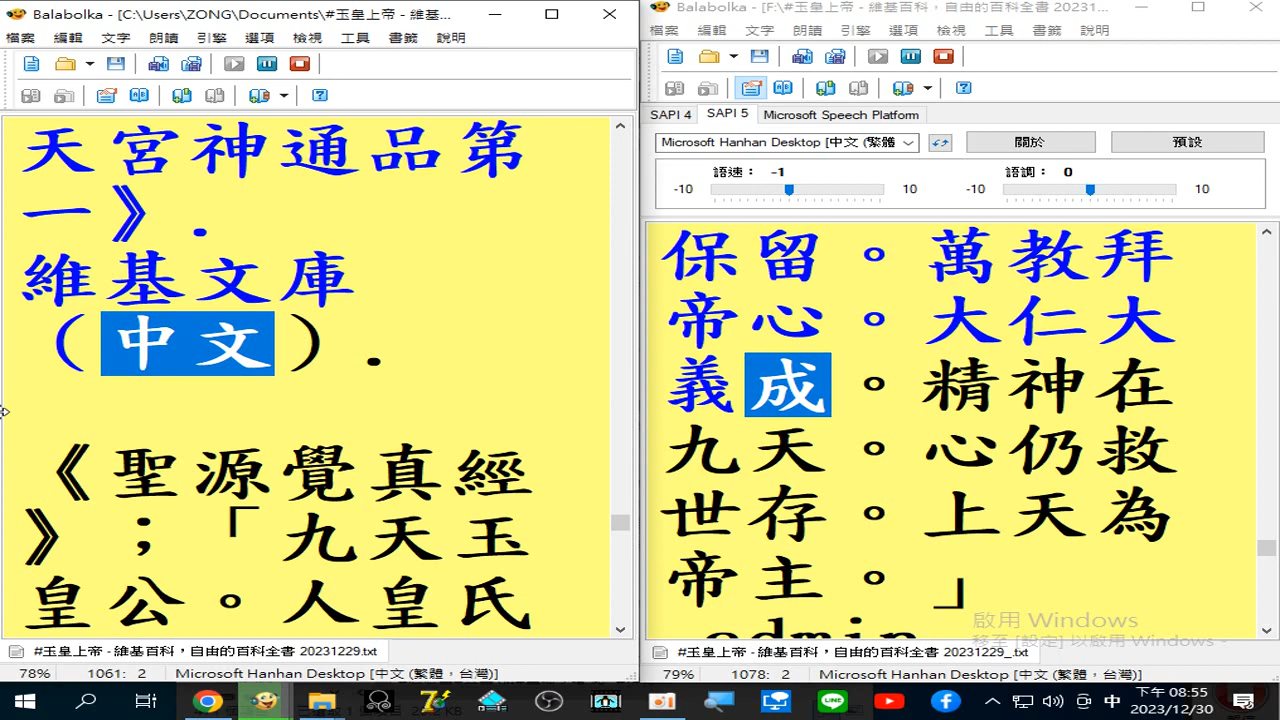 Balabolka - [C:\Users\ZONG\Documents\#玉皇上帝 - 維基...
檔案 編輯 文字 朗讀 引擎 選項 檢視 工具 書籤 說明
天宮神通品第
一》．
維基文庫
（中文）．
《聖源覺真經
》；「九天玉
皇公。人皇氏
#玉皇上帝 - 維基百科，自由的百科全書 20231229.txt
78% 1061: 2 Microsoft Hanhan Desktop [中文 (繁體，台灣)]
Balabolka - [F:\#玉皇上帝 - 維基百科，自由的百科全書 20231...
檔案 編輯 文字 朗讀 引擎 選項 檢視 工具 書籤 說明
SAPI 4 SAPI 5 Microsoft Speech Platform
Microsoft Hanhan Desktop [中文 (繁體 關於 預設
語速： -1 語調： 0
-10 10 -10 10
保留。萬教拜
帝心。大仁大
義成。精神在
九天。心仍救
世存。上天為
帝主。」
admin
啟用 Windows
移至 [設定] 以啟用 Windows。
#玉皇上帝 - 維基百科，自由的百科全書 20231229_.txt
79% 1078: 2 Microsoft Hanhan Desktop [中文 (繁體，台灣)]
中 下午 08:55
2023/12/30